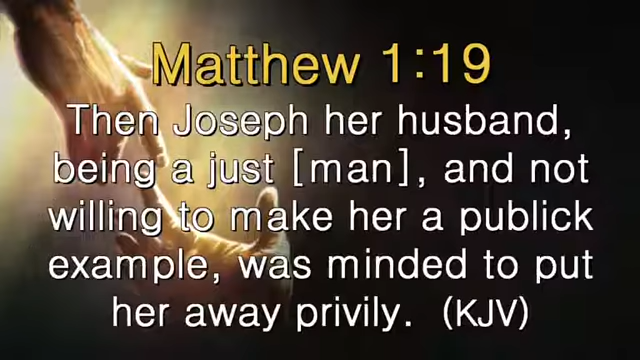 Matthew 1:19
Then Joseph her husband,
being a just [man], and not
willing to make her a publick
example, was minded to put
her away privily.  (KJV)